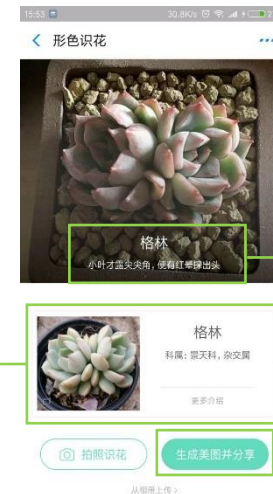 15:53 30.8K/s
形色识花
格林
小叶才露尖尖角，便有红晕探出头
格林
科属：景天科，杂交属
更多介绍
拍照识花
生成美图并分享
从相册上传>